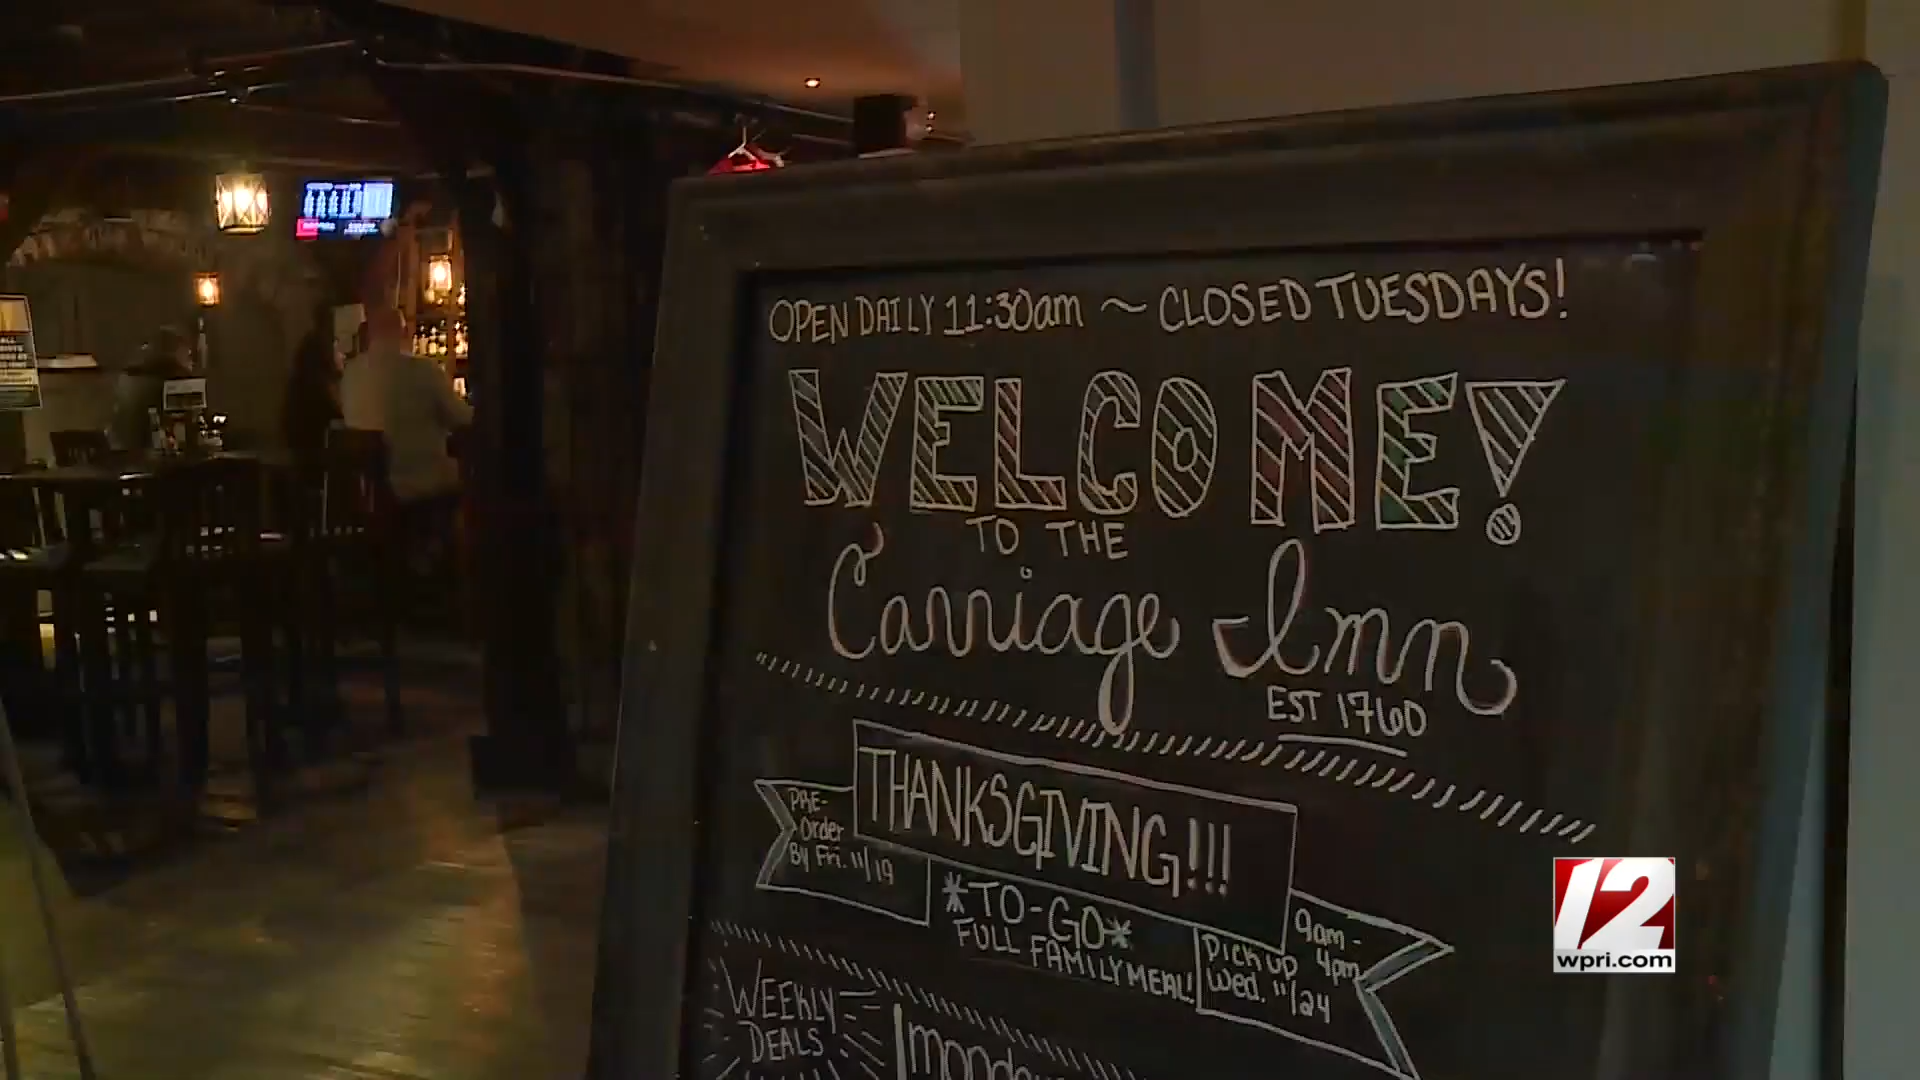 OPEN DAILY 11:30am ~ CLOSED TUESDAYS!
WELCOME!
TO THE
Carriage Inn
EST 1760
THANKSGIVING!!!
PRE-
Order
By Fri. 11/19
*TO-GO*
FULL FAMILY MEAL!
Pick up
Wed. 11/24
9am -
4pm
WEEKLY
DEALS
12
wpri.com